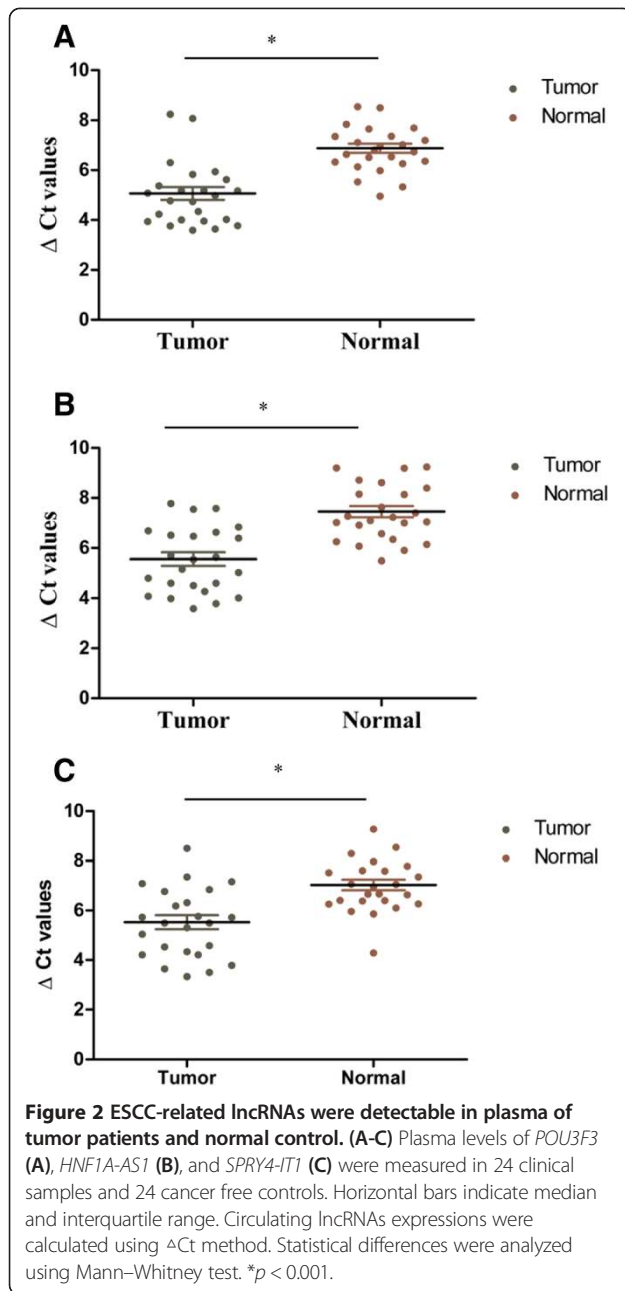 A
*
Tumor
Normal
Δ Ct values
10
8
6
4
2
0
Tumor Normal
B
*
Tumor
Normal
Δ Ct values
10
8
6
4
2
0
Tumor Normal
C
*
Tumor
Normal
Δ Ct values
10
8
6
4
2
0
Tumor Normal
Figure 2 ESCC-related lncRNAs were detectable in plasma of
tumor patients and normal control. (A-C) Plasma levels of POU3F3
(A), HNF1A-AS1 (B), and SPRY4-IT1 (C) were measured in 24 clinical
samples and 24 cancer free controls. Horizontal bars indicate median
and interquartile range. Circulating lncRNAs expressions were
calculated using △Ct method. Statistical differences were analyzed
using Mann–Whitney test. *p < 0.001.